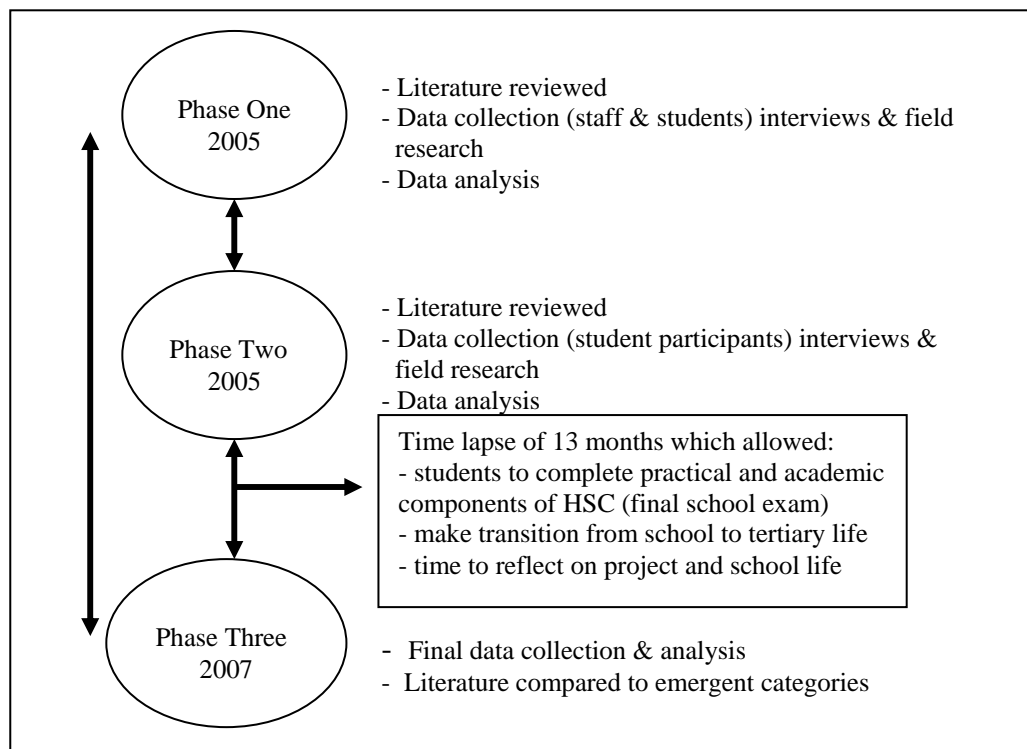 Phase One
2005
- Literature reviewed
- Data collection (staff & students) interviews & field
research
- Data analysis
Phase Two
2005
- Literature reviewed
- Data collection (student participants) interviews &
field research
- Data analysis
Time lapse of 13 months which allowed:
- students to complete practical and academic
components of HSC (final school exam)
- make transition from school to tertiary life
- time to reflect on project and school life
Phase Three
2007
- Final data collection & analysis
- Literature compared to emergent categories